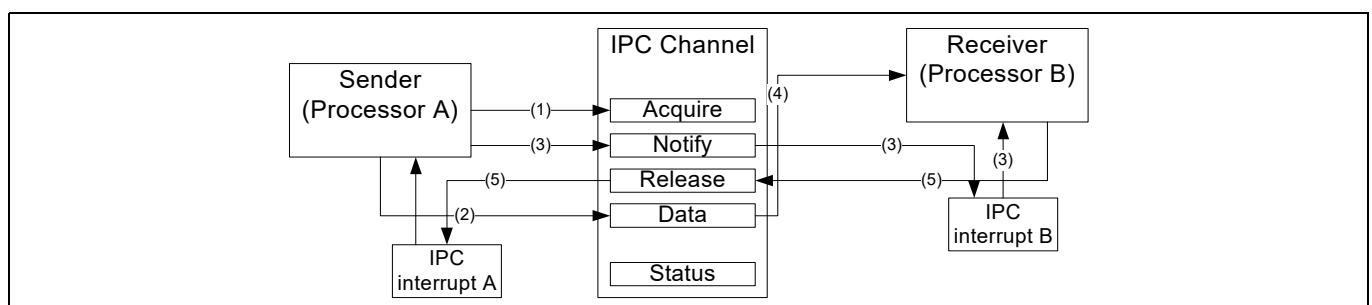 IPC Channel
Receiver
(Processor B)
Sender
(Processor A)
(4)
(1)
Acquire
(3)
Notify
(3)
(3)
(5)
Release
(5)
(2)
Data
IPC
interrupt B
IPC
interrupt A
Status